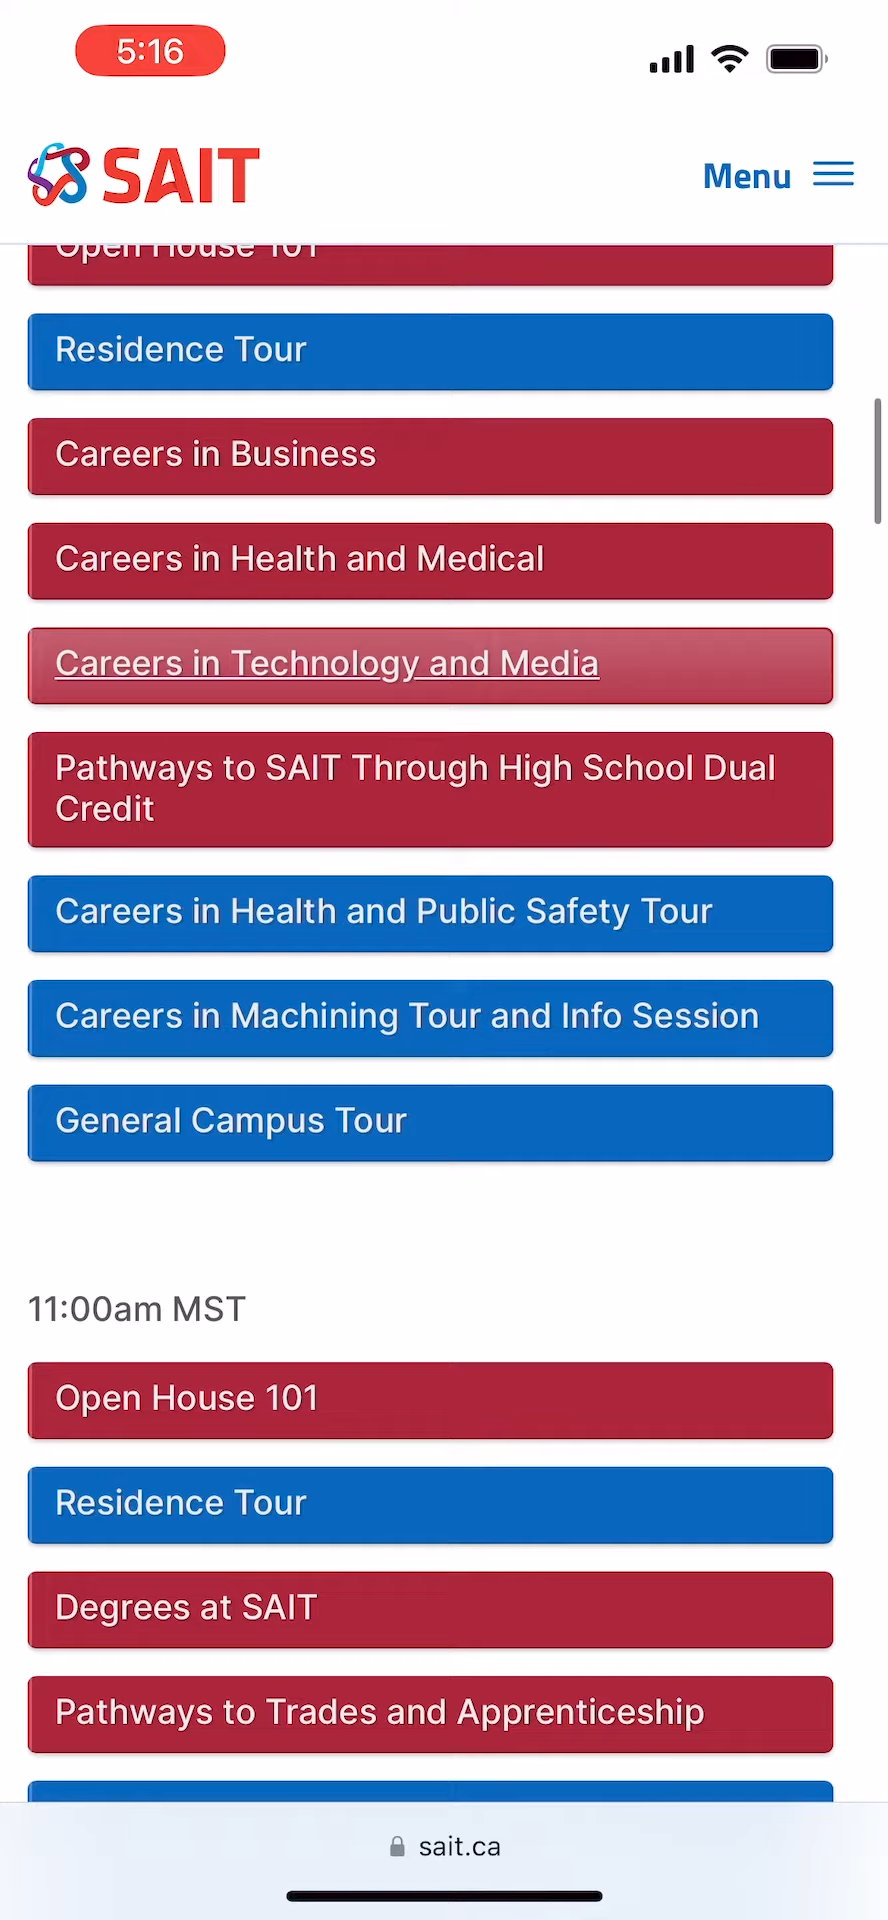 5:16
SAIT
Menu
Open House 101
Residence Tour
Careers in Business
Careers in Health and Medical
Careers in Technology and Media
Pathways to SAIT Through High School Dual
Credit
Careers in Health and Public Safety Tour
Careers in Machining Tour and Info Session
General Campus Tour
11:00am MST
Open House 101
Residence Tour
Degrees at SAIT
Pathways to Trades and Apprenticeship
sait.ca